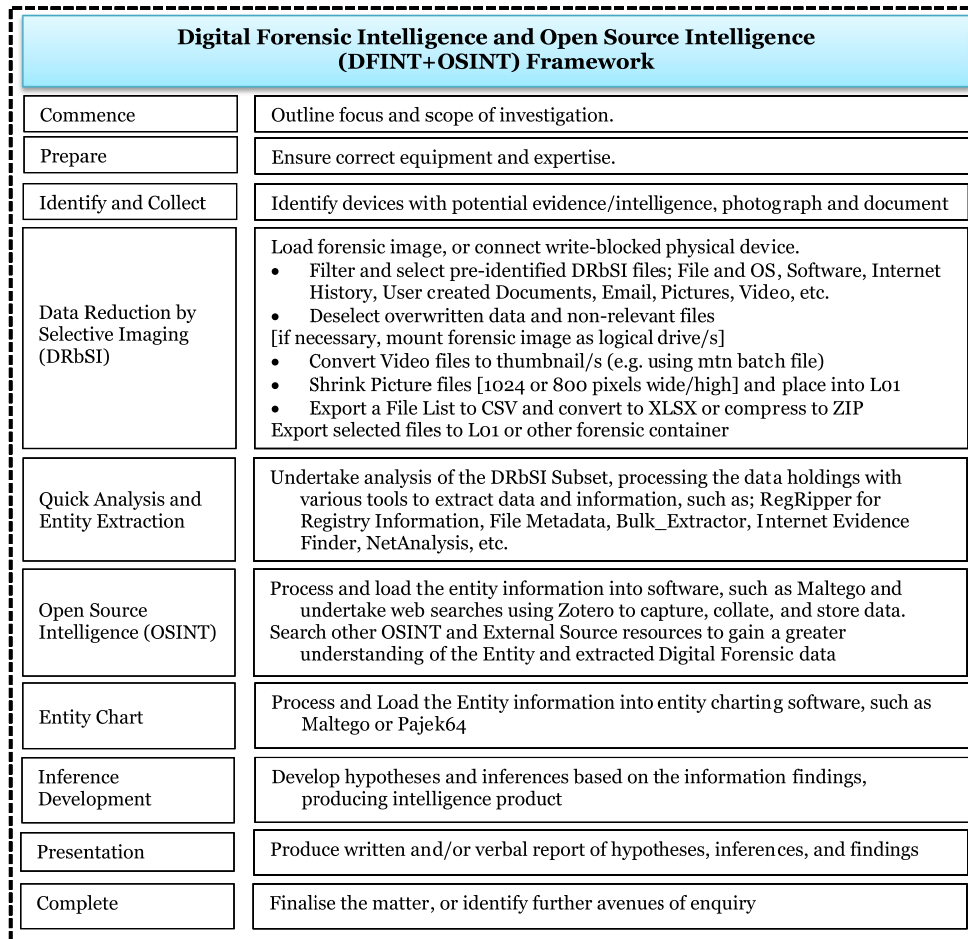 Digital Forensic Intelligence and Open Source Intelligence
(DFINT+OSINT) Framework
Commence
Outline focus and scope of investigation.
Prepare
Ensure correct equipment and expertise.
Identify and Collect
Identify devices with potential evidence/intelligence, photograph and document
Data Reduction by
Selective Imaging
(DRbSI)
Load forensic image, or connect write-blocked physical device.
• Filter and select pre-identified DRbSI files; File and OS, Software, Internet
History, User created Documents, Email, Pictures, Video, etc.
• Deselect overwritten data and non-relevant files
[if necessary, mount forensic image as logical drive/s]
• Convert Video files to thumbnail/s (e.g. using mtn batch file)
• Shrink Picture files [1024 or 800 pixels wide/high] and place into L01
• Export a File List to CSV and convert to XLSX or compress to ZIP
Export selected files to L01 or other forensic container
Quick Analysis and
Entity Extraction
Undertake analysis of the DRbSI Subset, processing the data holdings with
various tools to extract data and information, such as; RegRipper for
Registry Information, File Metadata, Bulk_Extractor, Internet Evidence
Finder, NetAnalysis, etc.
Open Source
Intelligence (OSINT)
Process and load the entity information into software, such as Maltego and
undertake web searches using Zotero to capture, collate, and store data.
Search other OSINT and External Source resources to gain a greater
understanding of the Entity and extracted Digital Forensic data
Entity Chart
Process and Load the Entity information into entity charting software, such as
Maltego or Pajek64
Inference
Development
Develop hypotheses and inferences based on the information findings,
producing intelligence product
Presentation
Produce written and/or verbal report of hypotheses, inferences, and findings
Complete
Finalise the matter, or identify further avenues of enquiry